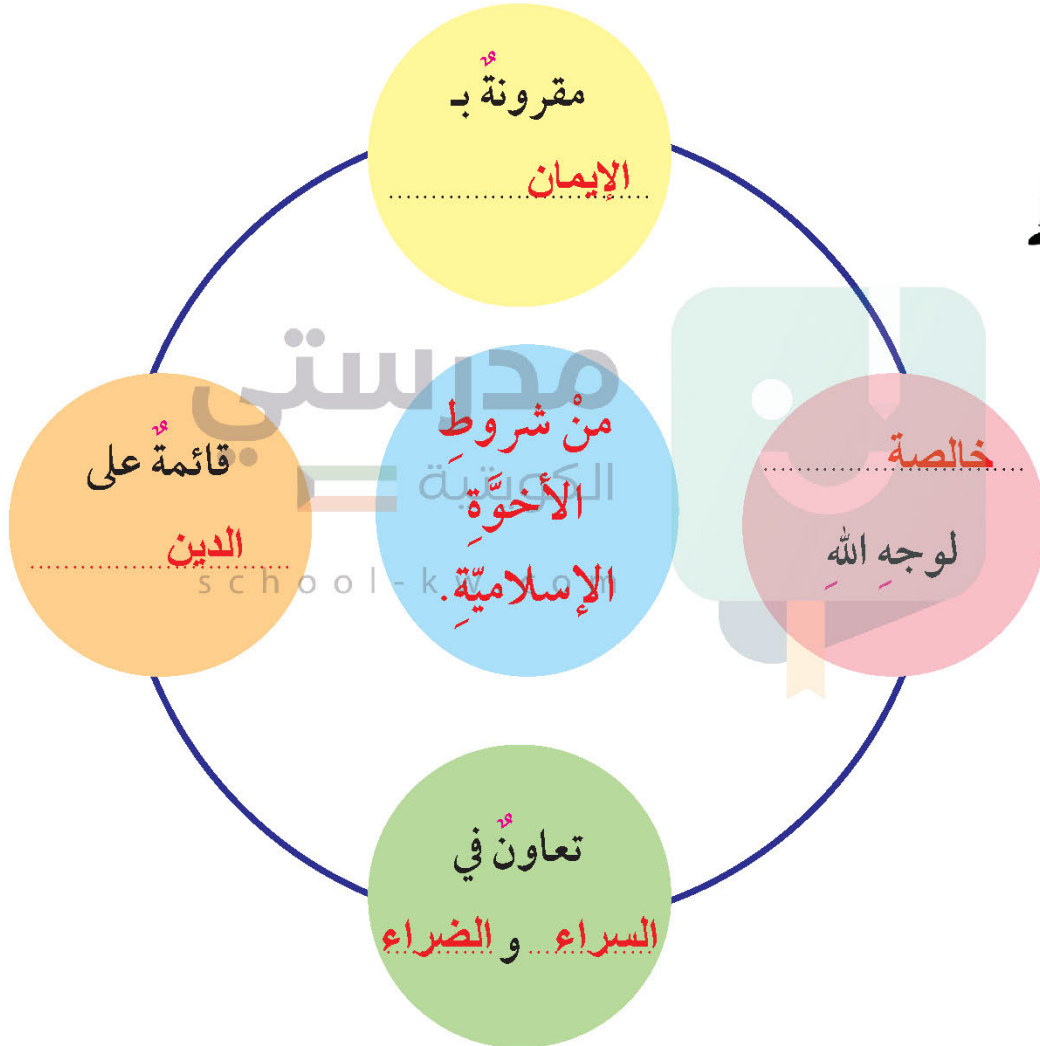 مقرونةٌ بـ
الإيمان
خالصة
لوجهِ اللهِ
منْ شروطِ
الأخوَّةِ
الإسلاميّةِ.
قائمةٌ على
الدين
تعاونٌ في
السراء و الضراء
مدرستي
الكويتية
school-kw.com